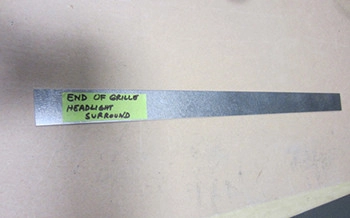 END OF GRILLE
HEADLIGHT
SURROUND